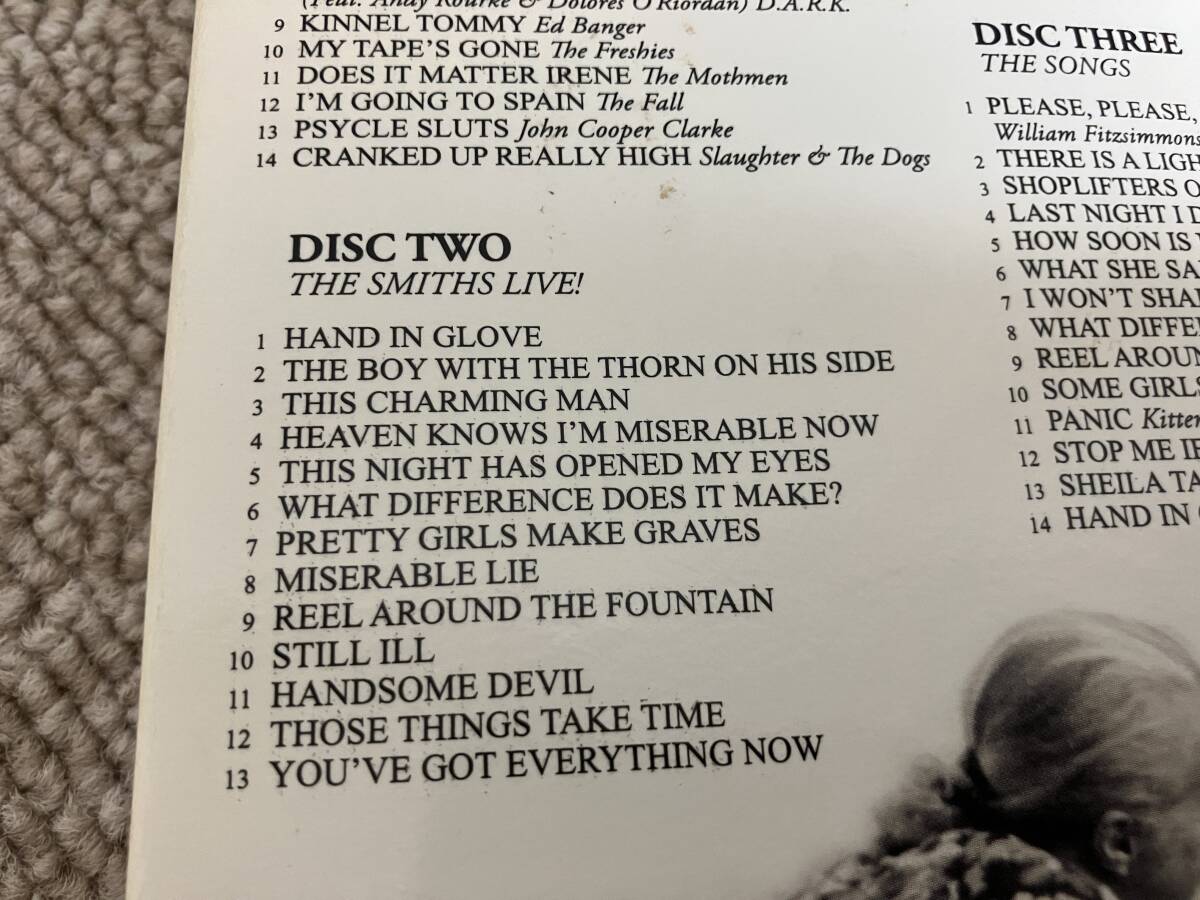 (Feat. Andy Rourke & Dolores O'Riordan) D.A.R.K.
9 KINNEL TOMMY Ed Banger
10 MY TAPE'S GONE The Freshies
11 DOES IT MATTER IRENE The Mothmen
12 I'M GOING TO SPAIN The Fall
13 PSYCLE SLUTS John Cooper Clarke
14 CRANKED UP REALLY HIGH Slaughter & The Dogs
DISC TWO
THE SMITHS LIVE!
1 HAND IN GLOVE
2 THE BOY WITH THE THORN ON HIS SIDE
3 THIS CHARMING MAN
4 HEAVEN KNOWS I'M MISERABLE NOW
5 THIS NIGHT HAS OPENED MY EYES
6 WHAT DIFFERENCE DOES IT MAKE?
7 PRETTY GIRLS MAKE GRAVES
8 MISERABLE LIE
9 REEL AROUND THE FOUNTAIN
10 STILL ILL
11 HANDSOME DEVIL
12 THOSE THINGS TAKE TIME
13 YOU'VE GOT EVERYTHING NOW
DISC THREE
THE SONGS
1 PLEASE, PLEASE,
William Fitzsimmons
2 THERE IS A LIGH
3 SHOPLIFTERS O
4 LAST NIGHT I D
5 HOW SOON IS
6 WHAT SHE SA
7 I WON'T SHA
8 WHAT DIFFE
9 REEL AROUN
10 SOME GIRLS
11 PANIC Kitten
12 STOP ME IF
13 SHEILA TA
14 HAND IN